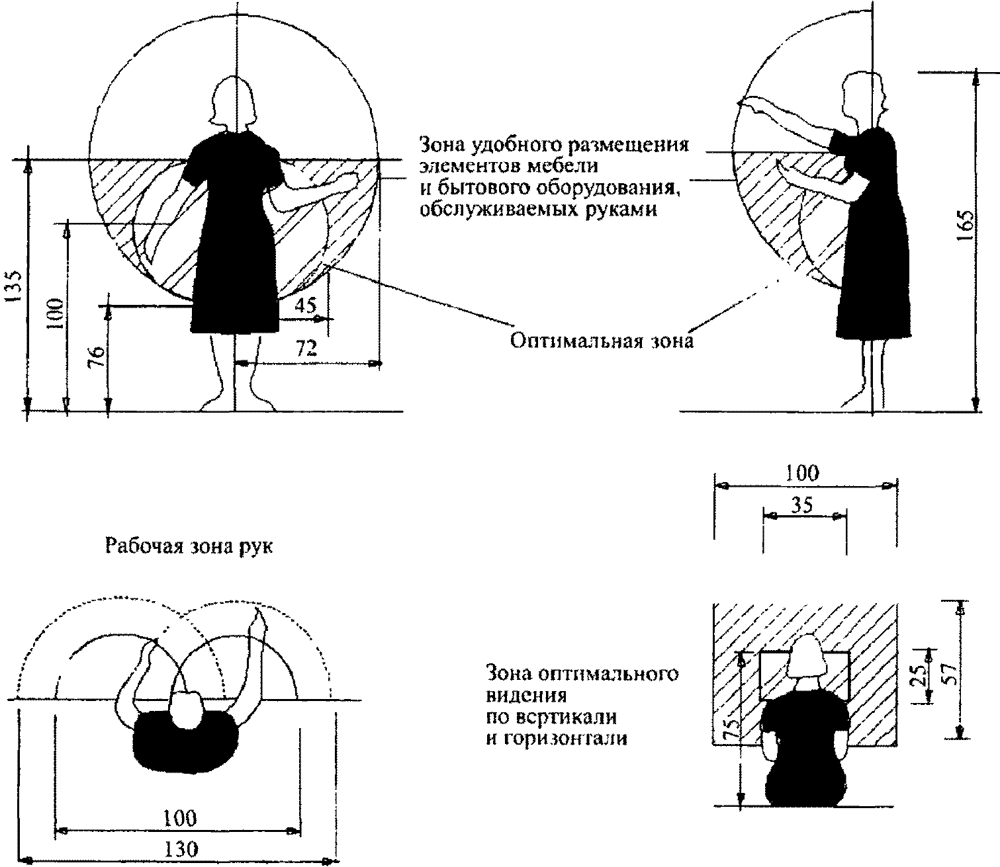 Зона удобного размещения
элементов мебели
и бытового оборудования,
обслуживаемых руками
165
135
100
76
45
72
Оптимальная зона
100
35
Рабочая зона рук
Зона оптимального
видения
по вертикали
и горизонтали
75
25
57
100
130